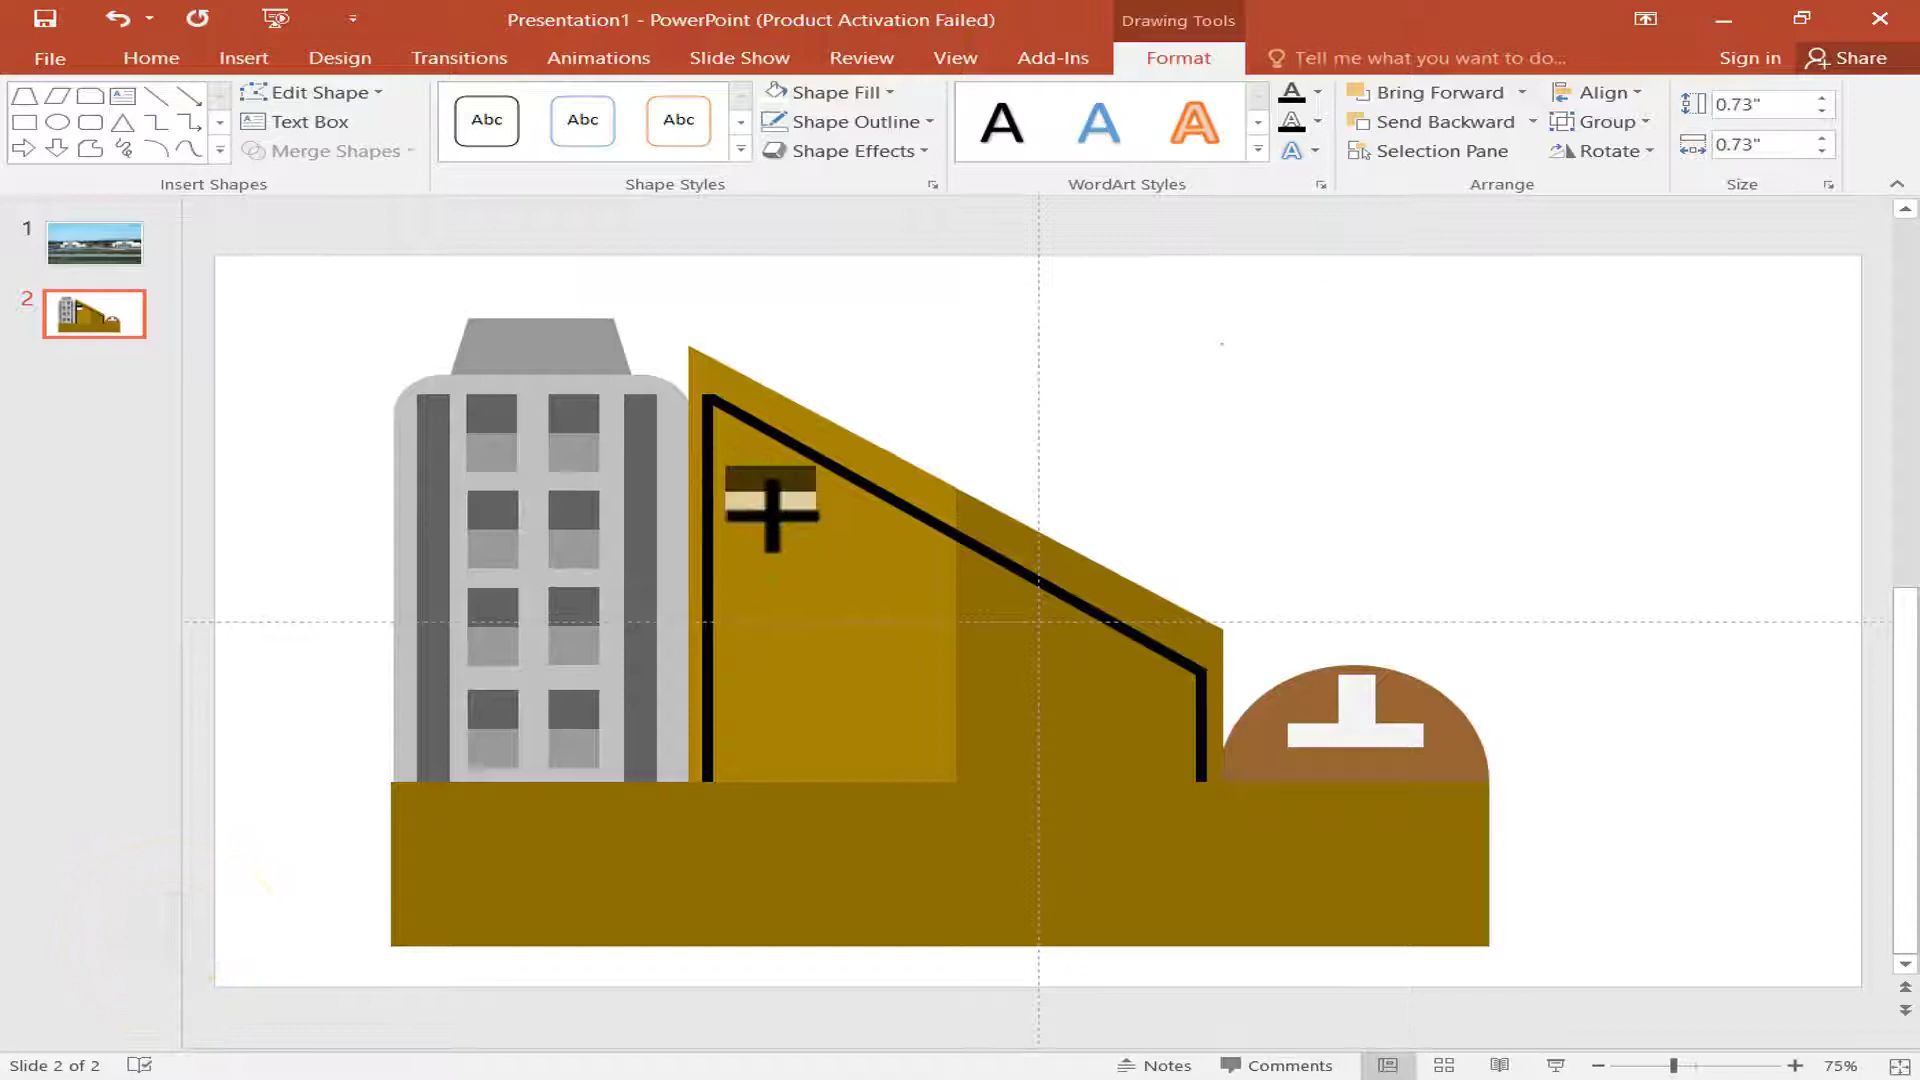 Presentation1 - PowerPoint (Product Activation Failed)
Drawing Tools
File
Home
Insert
Design
Transitions
Animations
Slide Show
Review
View
Add-Ins
Format
Tell me what you want to do...
Sign in
Share
Edit Shape
Text Box
Merge Shapes
Insert Shapes
Abc
Abc
Abc
Shape Fill
Shape Outline
Shape Effects
Shape Styles
A
A
A
WordArt Styles
Bring Forward
Send Backward
Selection Pane
Align
Group
Rotate
Arrange
0.73"
0.73"
Size
1
2
Slide 2 of 2
Notes
Comments
75%